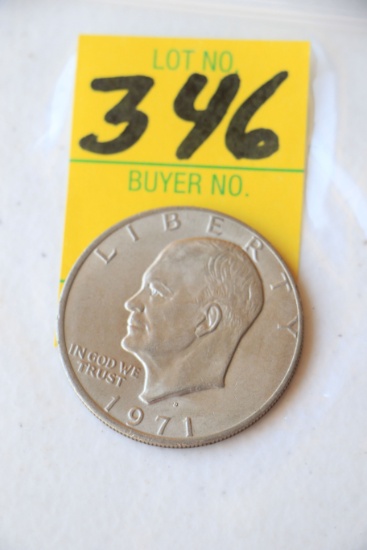 LOT NO.
346
BUYER NO.
LIBERTY
IN GOD WE
TRUST
1971